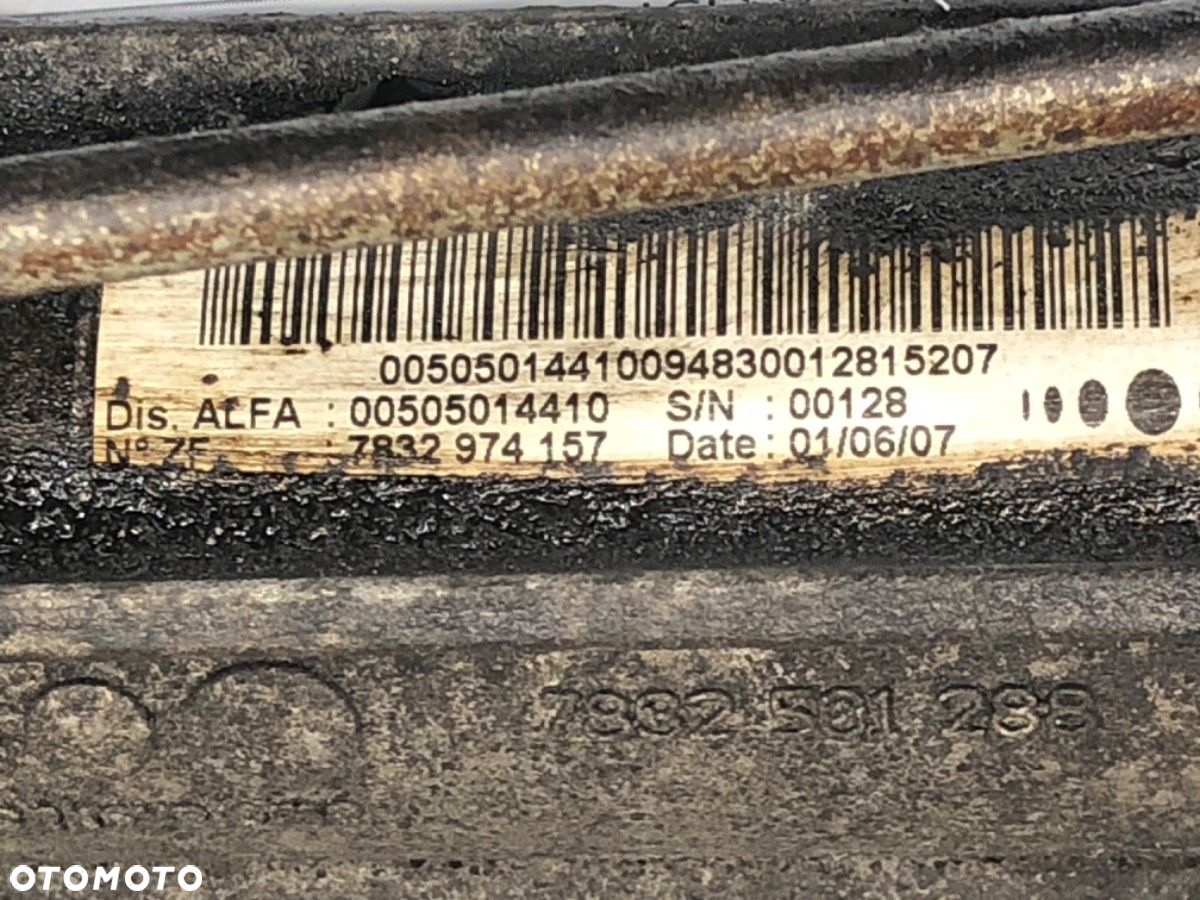 00505014410094830012815207
Dis. ALFA : 00505014410 S/N : 00128
Nº ZF : 7832 974 157 Date : 01/06/07
7832 501 288
OTOMOTO